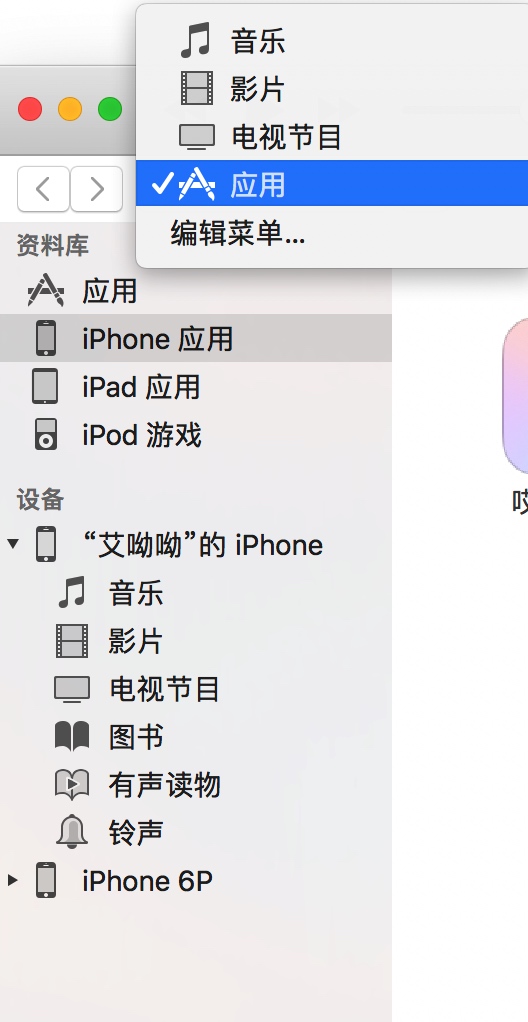 音乐
影片
电视节目
应用
编辑菜单...
资料库
应用
iPhone 应用
iPad 应用
iPod 游戏
设备
“艾呦呦”的 iPhone
音乐
影片
电视节目
图书
有声读物
铃声
iPhone 6P